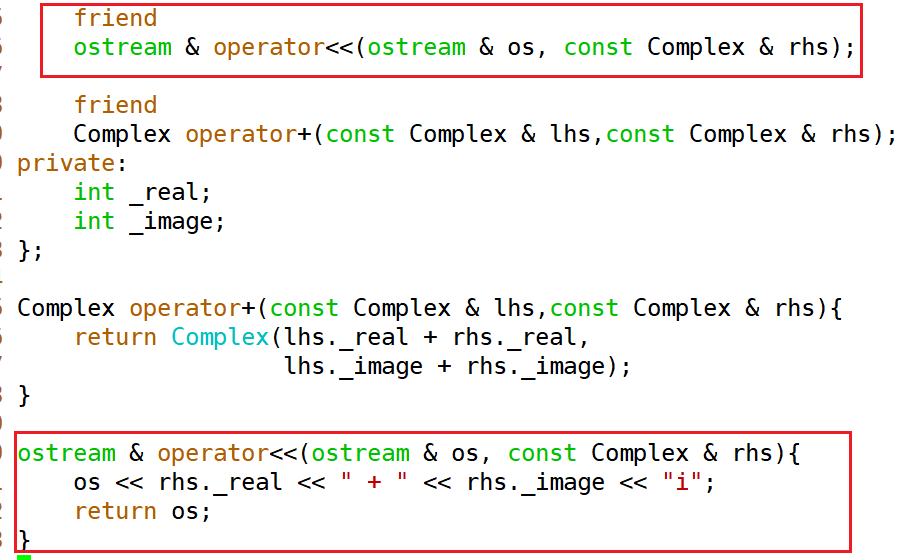 friend
ostream & operator<<(ostream & os, const Complex & rhs);
friend
Complex operator+(const Complex & lhs,const Complex & rhs);
private:
int _real;
int _image;
};
Complex operator+(const Complex & lhs,const Complex & rhs){
return Complex(lhs._real + rhs._real,
lhs._image + rhs._image);
}
ostream & operator<<(ostream & os, const Complex & rhs){
os << rhs._real << " + " << rhs._image << "i";
return os;
}